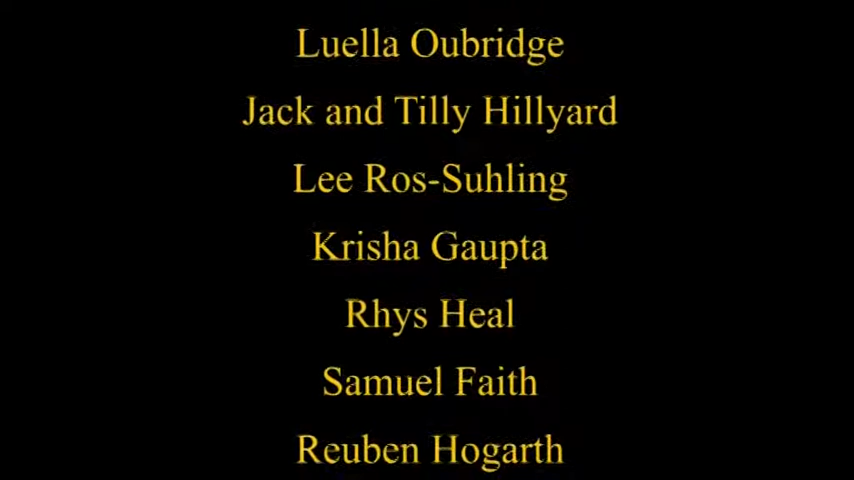 Luella Oubridge
Jack and Tilly Hillyard
Lee Ros-Suhling
Krisha Gaupta
Rhys Heal
Samuel Faith
Reuben Hogarth